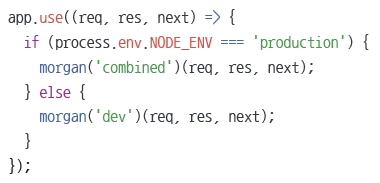 app.use((req, res, next) => {
  if (process.env.NODE_ENV === 'production') {
    morgan('combined')(req, res, next);
  } else {
    morgan('dev')(req, res, next);
  }
});